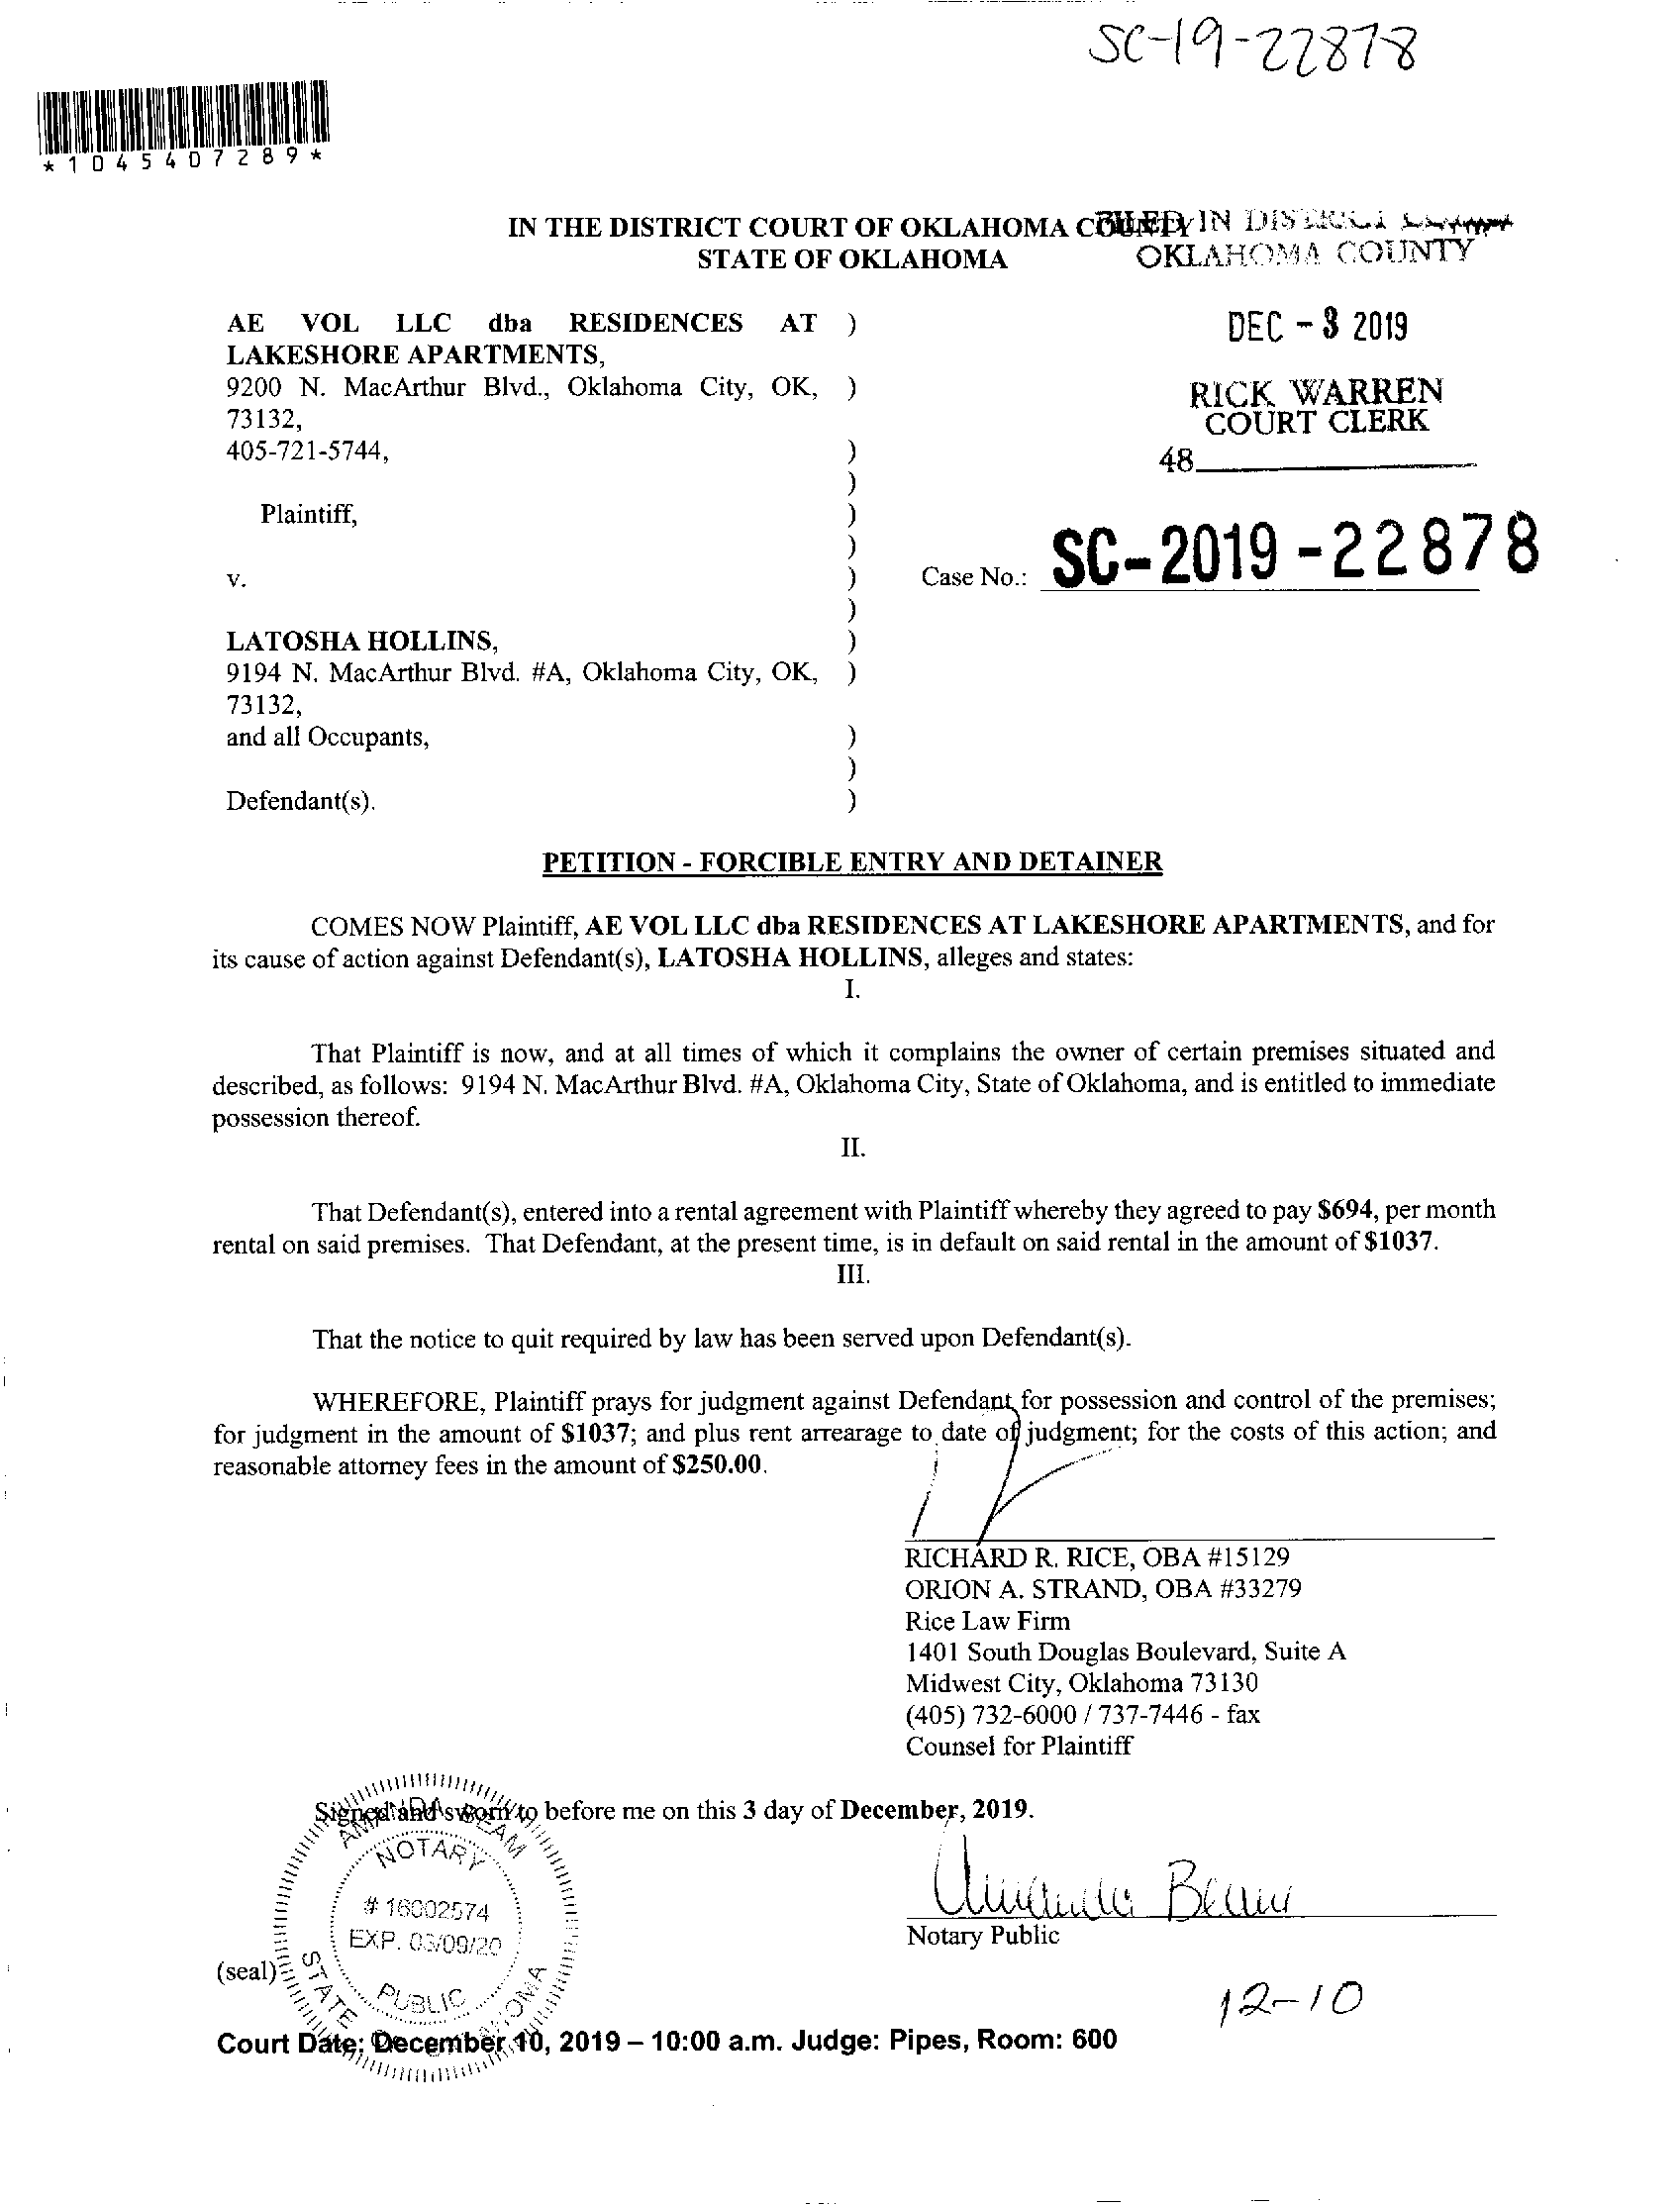 SC-19-22878
*1045407289*
IN THE DISTRICT COURT OF OKLAHOMA COUNTY
STATE OF OKLAHOMA
FILED IN DISTRICT COURT
OKLAHOMA COUNTY
DEC - 3 2019
RICK WARREN
COURT CLERK
48
AE VOL LLC dba RESIDENCES AT )
LAKESHORE APARTMENTS,
9200 N. MacArthur Blvd., Oklahoma City, OK, )
73132,
405-721-5744, )
)
Plaintiff, )
)
v. ) Case No.: SC-2019-22878
)
LATOSHA HOLLINS, )
9194 N. MacArthur Blvd. #A, Oklahoma City, OK, )
73132,
and all Occupants, )
)
Defendant(s). )
PETITION - FORCIBLE ENTRY AND DETAINER
COMES NOW Plaintiff, AE VOL LLC dba RESIDENCES AT LAKESHORE APARTMENTS, and for
its cause of action against Defendant(s), LATOSHA HOLLINS, alleges and states:
I.
That Plaintiff is now, and at all times of which it complains the owner of certain premises situated and
described, as follows: 9194 N. MacArthur Blvd. #A, Oklahoma City, State of Oklahoma, and is entitled to immediate
possession thereof.
II.
That Defendant(s), entered into a rental agreement with Plaintiff whereby they agreed to pay $694, per month
rental on said premises. That Defendant, at the present time, is in default on said rental in the amount of $1037.
III.
That the notice to quit required by law has been served upon Defendant(s).
WHEREFORE, Plaintiff prays for judgment against Defendant for possession and control of the premises;
for judgment in the amount of $1037; and plus rent arrearage to date of judgment; for the costs of this action; and
reasonable attorney fees in the amount of $250.00.
RICHARD R. RICE, OBA #15129
ORION A. STRAND, OBA #33279
Rice Law Firm
1401 South Douglas Boulevard, Suite A
Midwest City, Oklahoma 73130
(405) 732-6000 / 737-7446 - fax
Counsel for Plaintiff
Signed and sworn to before me on this 3 day of December, 2019.
AMANDA BEAM
NOTARY
# 16002574
EXP. 03/09/20
PUBLIC
STATE
Amanda Beam
Notary Public
(seal)
12-10
Court Date: December 10, 2019 – 10:00 a.m. Judge: Pipes, Room: 600